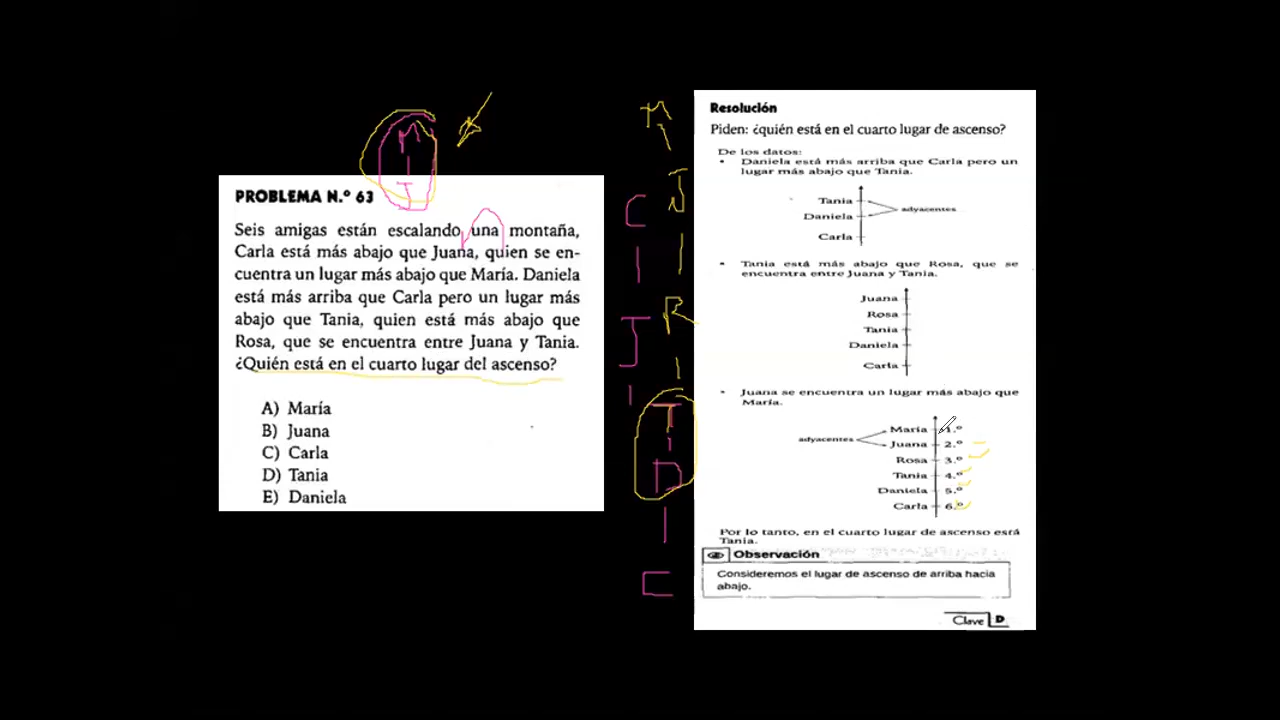 PROBLEMA N.º 63
Seis amigas están escalando una montaña,
Carla está más abajo que Juana, quien se en-
cuentra un lugar más abajo que María. Daniela
está más arriba que Carla pero un lugar más
abajo que Tania, quien está más abajo que
Rosa, que se encuentra entre Juana y Tania.
¿Quién está en el cuarto lugar del ascenso?
A) María
B) Juana
C) Carla
D) Tania
E) Daniela
M
J
C
J
M
J
R
T
D
C
Resolución
Piden: ¿quién está en el cuarto lugar de ascenso?
De los datos:
• Daniela está más arriba que Carla pero un
lugar más abajo que Tania.
Tania
Daniela
adyacentes
Carla
• Tania está más abajo que Rosa, que se
encuentra entre Juana y Tania.
Juana
Rosa
Tania
Daniela
Carla
• Juana se encuentra un lugar más abajo que
María.
adyacentes
María 1.º
Juana 2.º
Rosa 3.º
Tania 4.º
Daniela 5.º
Carla 6.º
Por lo tanto, en el cuarto lugar de ascenso está
Tania.
Observación
Consideremos el lugar de ascenso de arriba hacia
abajo.
Clave D